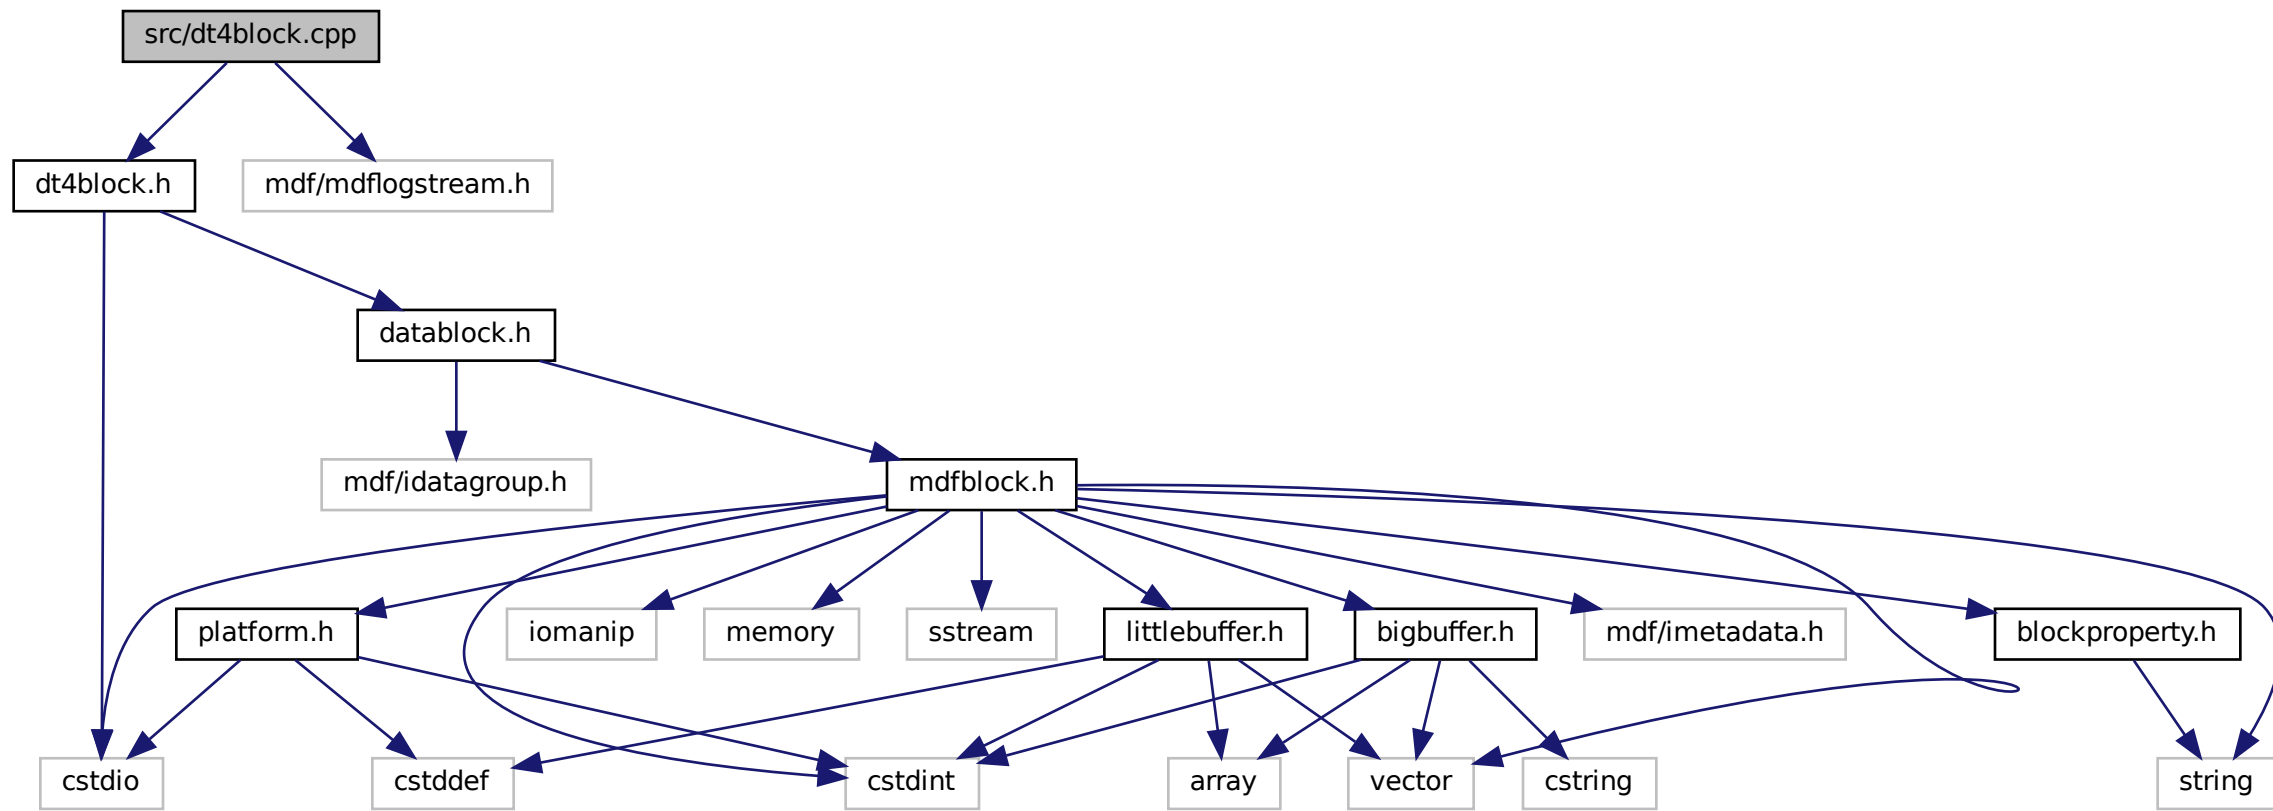 src/dt4block.cpp
dt4block.h
mdf/mdflogstream.h
datablock.h
mdf/idatagroup.h
mdfblock.h
platform.h
iomanip
memory
sstream
littlebuffer.h
bigbuffer.h
mdf/imetadata.h
blockproperty.h
cstdio
cstddef
cstdint
array
vector
cstring
string